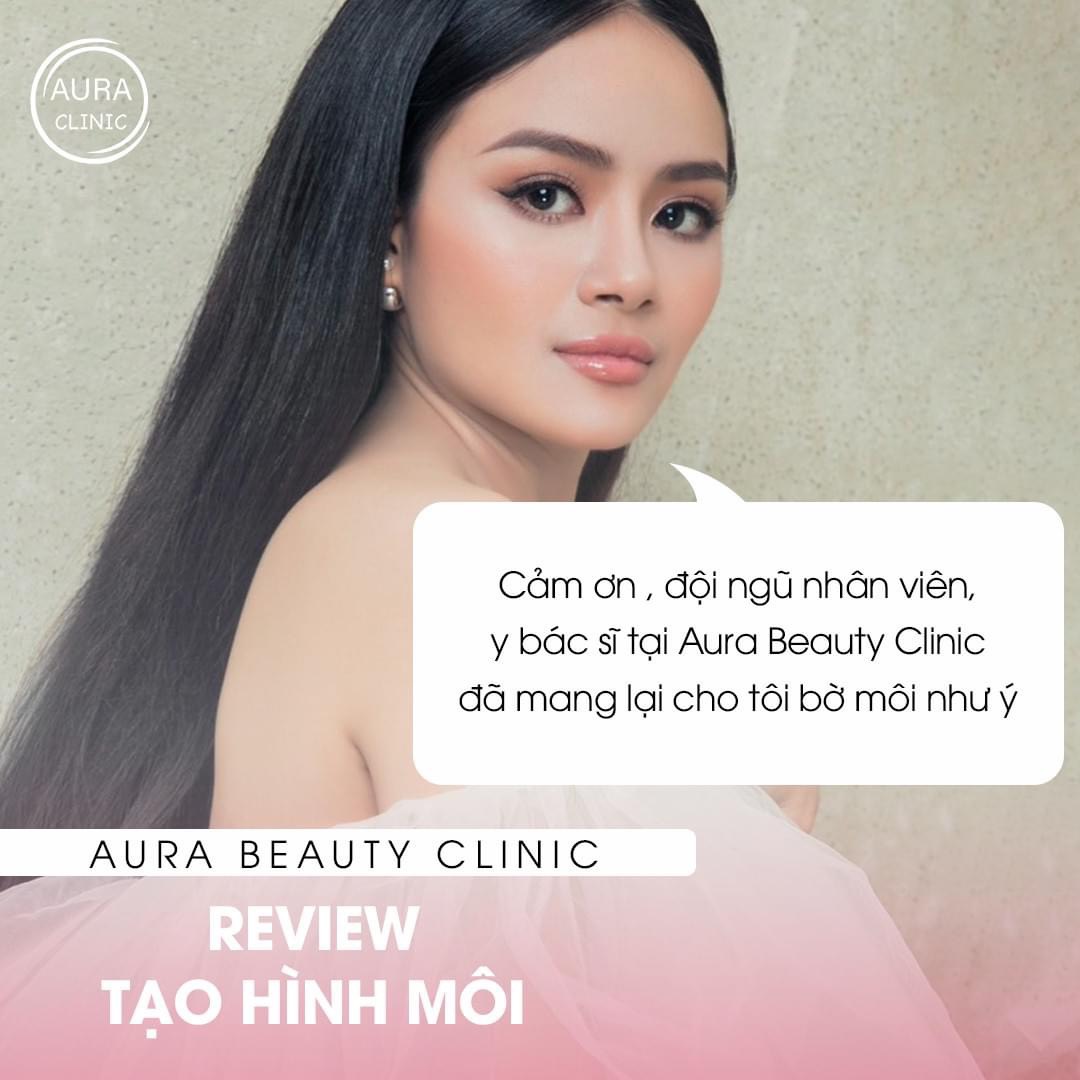 AURA
CLINIC
Cảm ơn , đội ngũ nhân viên,
y bác sĩ tại Aura Beauty Clinic
đã mang lại cho tôi bờ môi như ý
AURA BEAUTY CLINIC
REVIEW
TẠO HÌNH MÔI